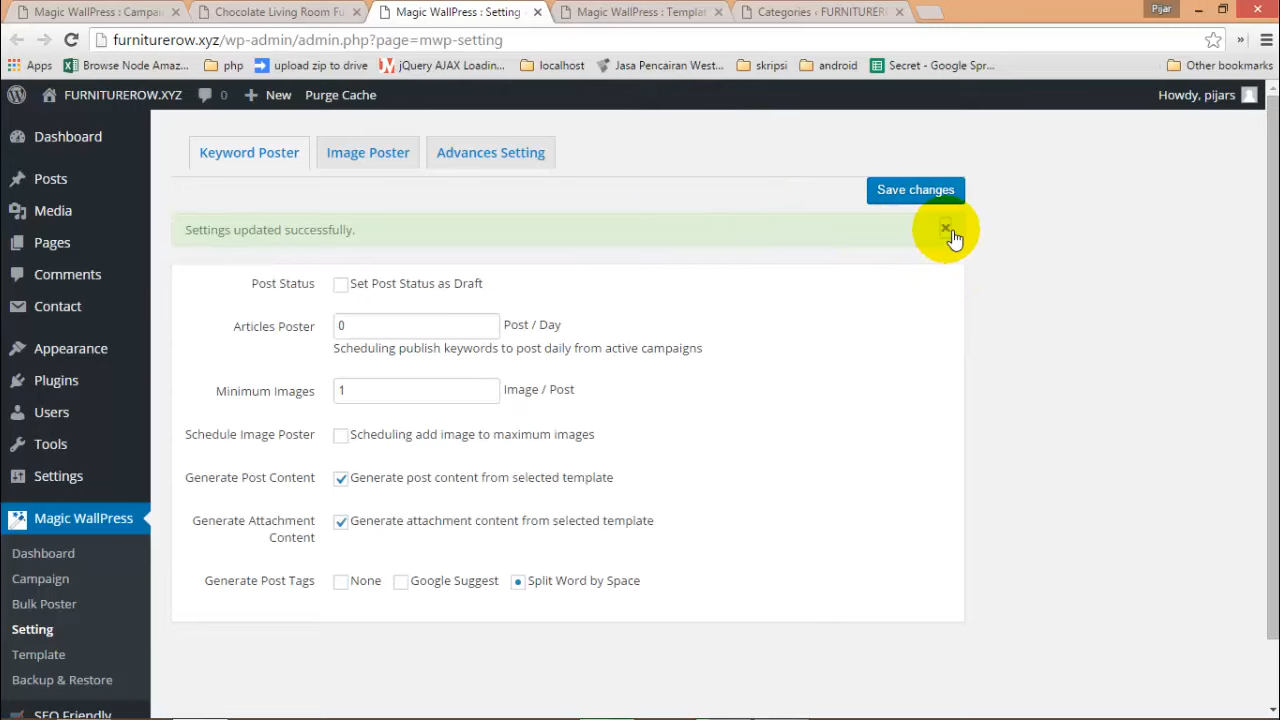 Magic WallPress : Campai
Chocolate Living Room Fu
Magic WallPress : Setting
Magic WallPress : Templat
Categories ‹ FURNITURER
Pijar
furniturerow.xyz/wp-admin/admin.php?page=mwp-setting
Apps
Browse Node Amaz...
php
upload zip to drive
jQuery AJAX Loadin...
localhost
Jasa Pencairan West...
skripsi
android
Secret - Google Spr...
Other bookmarks
FURNITUREROW.XYZ
0
New
Purge Cache
Howdy, pijars
Dashboard
Posts
Media
Pages
Comments
Contact
Appearance
Plugins
Users
Tools
Settings
Magic WallPress
Dashboard
Campaign
Bulk Poster
Setting
Template
Backup & Restore
SEO Friendly
Keyword Poster
Image Poster
Advances Setting
Save changes
Settings updated successfully.
Post Status
Set Post Status as Draft
Articles Poster
0
Post / Day
Scheduling publish keywords to post daily from active campaigns
Minimum Images
1
Image / Post
Schedule Image Poster
Scheduling add image to maximum images
Generate Post Content
Generate post content from selected template
Generate Attachment
Content
Generate attachment content from selected template
Generate Post Tags
None
Google Suggest
Split Word by Space